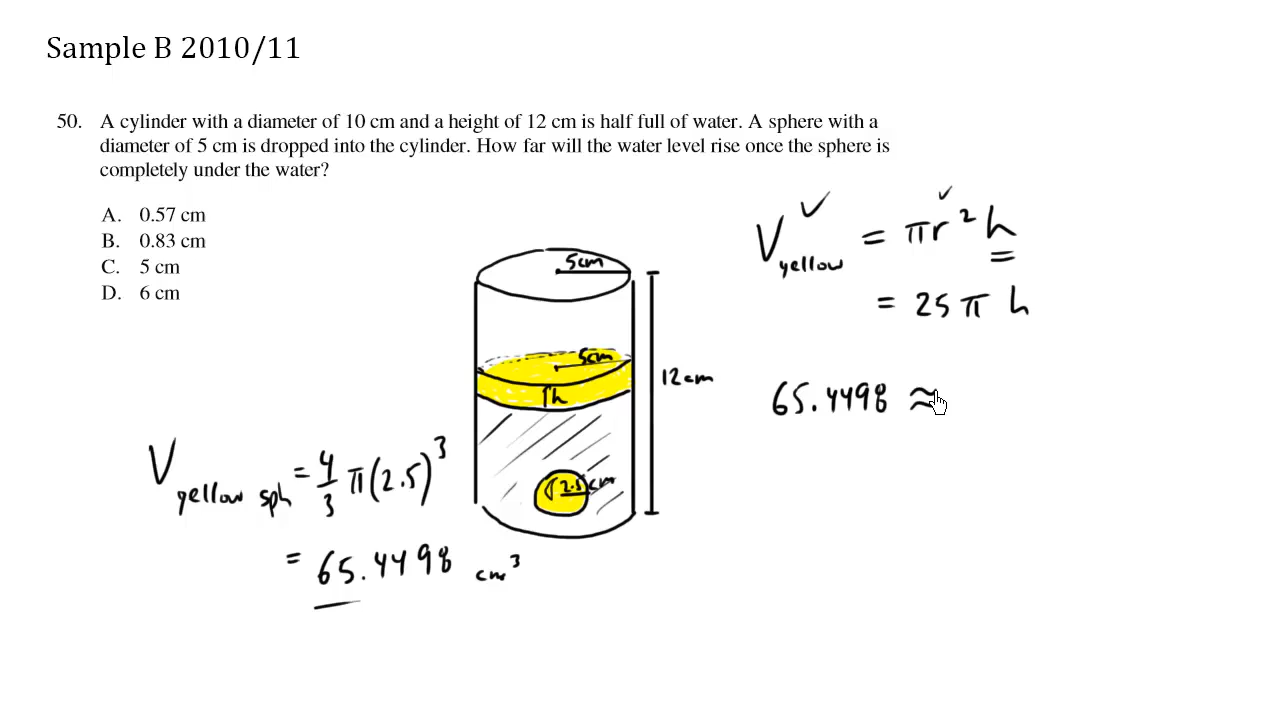 Sample B 2010/11
50. A cylinder with a diameter of 10 cm and a height of 12 cm is half full of water. A sphere with a
diameter of 5 cm is dropped into the cylinder. How far will the water level rise once the sphere is
completely under the water?
A. 0.57 cm
B. 0.83 cm
C. 5 cm
D. 6 cm
5cm
5cm
h
12cm
2.5cm
V yellow sph = 4/3 π(2.5)³
= 65.4498 cm³
V yellow = πr²h
= 25π h
65.4498 ≈